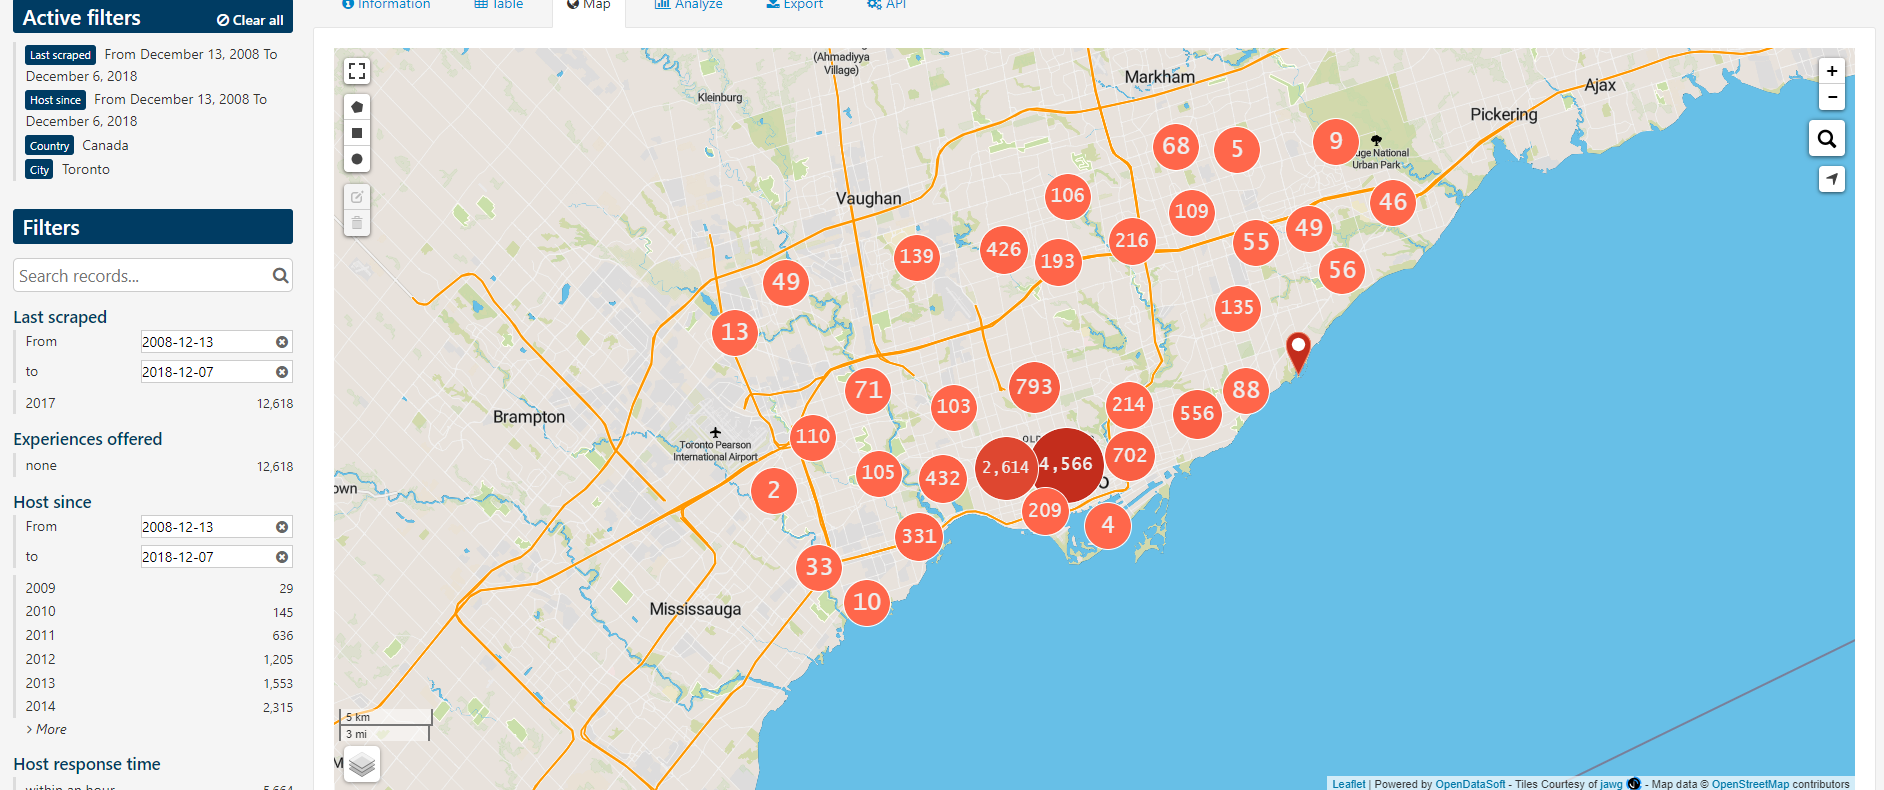 Active filters
Clear all
Last scraped From December 13, 2008 To
December 6, 2018
Host since From December 13, 2008 To
December 6, 2018
Country Canada
City Toronto
Filters
Search records...
Last scraped
From 2008-12-13
to 2018-12-07
2017 12,618
Experiences offered
none 12,618
Host since
From 2008-12-13
to 2018-12-07
2009 29
2010 145
2011 636
2012 1,205
2013 1,553
2014 2,315
› More
Host response time
within an hour 5,664
Information Table Map Analyze Export API
(Ahmadiyya
Village)
Kleinburg
Markham
Ajax
Pickering
+
−
68
5
9
uge National
Urban Park
Vaughan
106
109
46
139
426
193
216
55
49
56
49
13
135
71
103
793
214
556
88
Brampton
110
Toronto Pearson
International Airport
105
432
2,614
4,566
702
OLD
O
own
2
209
4
331
33
10
Mississauga
5 km
3 mi
M
Leaflet | Powered by OpenDataSoft - Tiles Courtesy of jawg - Map data © OpenStreetMap contributors